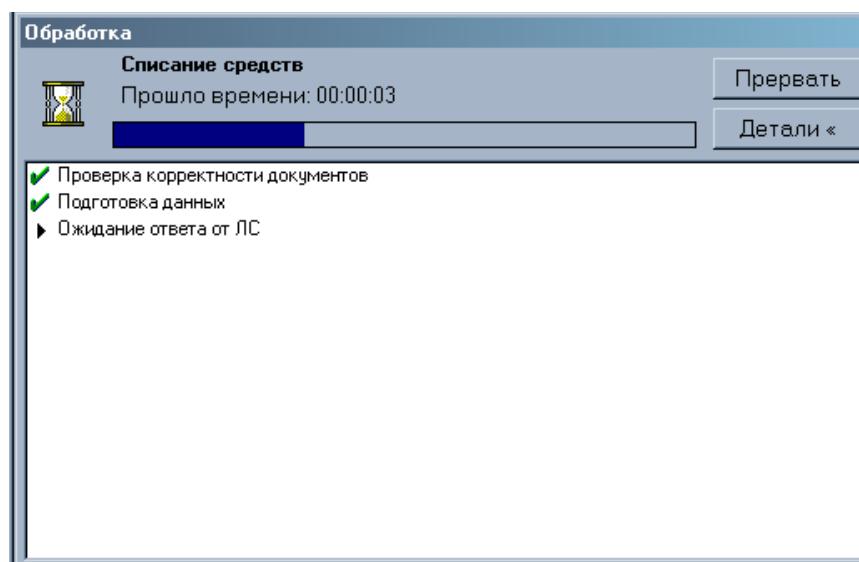 Обработка
Списание средств
Прошло времени: 00:00:03
Прервать
Детали «
Проверка корректности документов
Подготовка данных
Ожидание ответа от ЛС